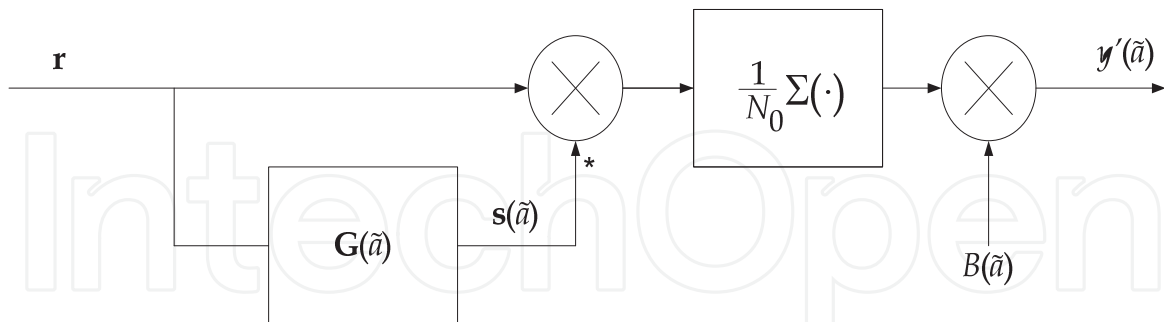 r
y'(ã)
1/N₀ Σ(·)
*
s(ã)
G(ã)
B(ã)
IntechOpen